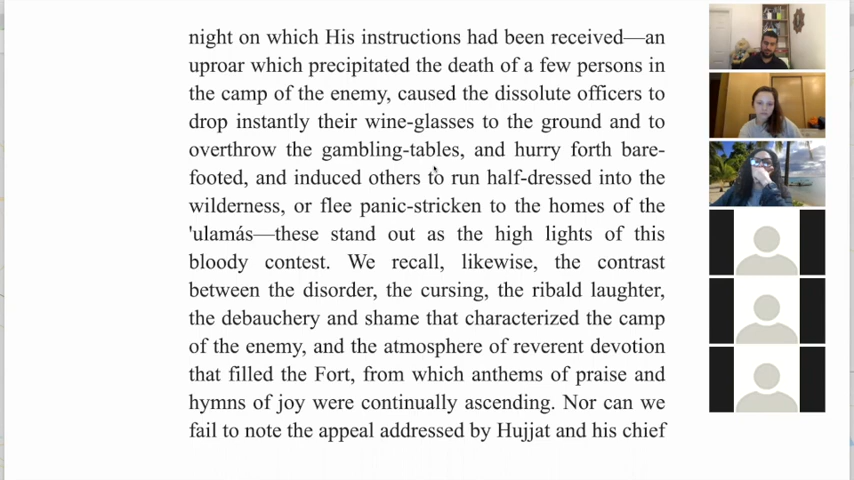 night on which His instructions had been received—an
uproar which precipitated the death of a few persons in
the camp of the enemy, caused the dissolute officers to
drop instantly their wine-glasses to the ground and to
overthrow the gambling-tables, and hurry forth bare-
footed, and induced others to run half-dressed into the
wilderness, or flee panic-stricken to the homes of the
'ulamás—these stand out as the high lights of this
bloody contest. We recall, likewise, the contrast
between the disorder, the cursing, the ribald laughter,
the debauchery and shame that characterized the camp
of the enemy, and the atmosphere of reverent devotion
that filled the Fort, from which anthems of praise and
hymns of joy were continually ascending. Nor can we
fail to note the appeal addressed by Hujjat and his chief